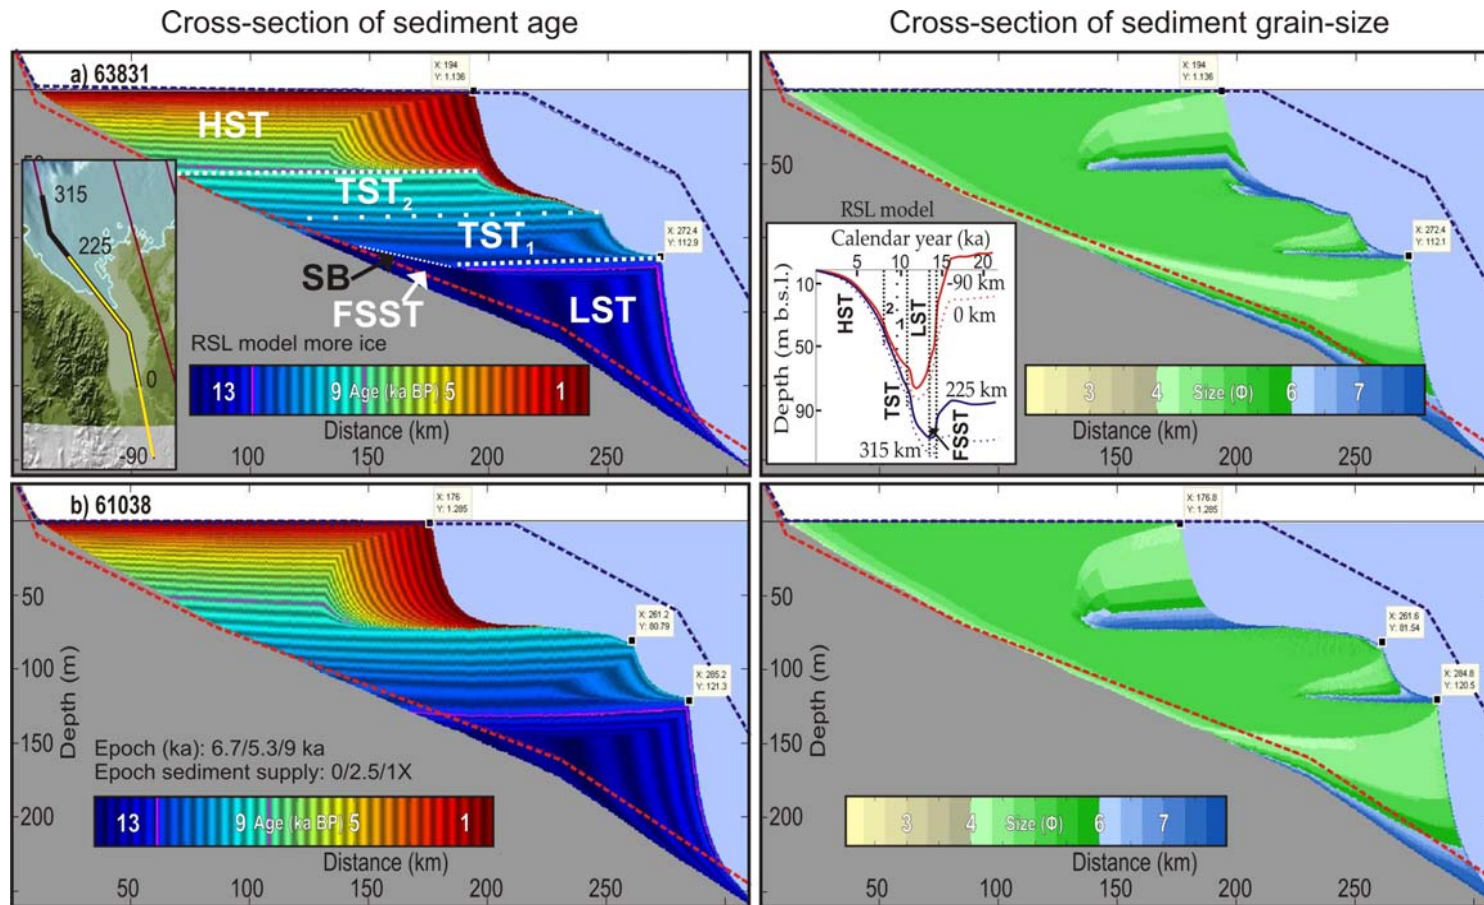 Cross-section of sediment age
Cross-section of sediment grain-size
a) 63831
X: 194
Y: 1.136
HST
TST2
TST1
SB
FSST
LST
X: 272.4
Y: 112.9
50
315
225
0
-90
RSL model more ice
13 9 Age (ka BP) 5 1
Distance (km)
100 150 200 250
X: 194
Y: 1.136
50
X: 272.4
Y: 112.1
RSL model
Calendar year (ka)
5 10 15 20
10
50
90
Depth (m b.s.l.)
HST
TST
2
1
LST
FSST
-90 km
0 km
225 km
315 km
3 4 Size (Φ) 6 7
Distance (km)
150 200 250
b) 61038
X: 176
Y: 1.285
X: 261.2
Y: 80.79
X: 285.2
Y: 121.3
50
100
150
200
Depth (m)
Epoch (ka): 6.7/5.3/9 ka
Epoch sediment supply: 0/2.5/1X
13 9 Age (ka BP) 5 1
Distance (km)
50 100 150 200 250
X: 176.8
Y: 1.285
X: 261.6
Y: 81.54
X: 284.8
Y: 120.5
50
100
150
200
Depth (m)
3 4 Size (Φ) 6 7
Distance (km)
50 100 150 200 250